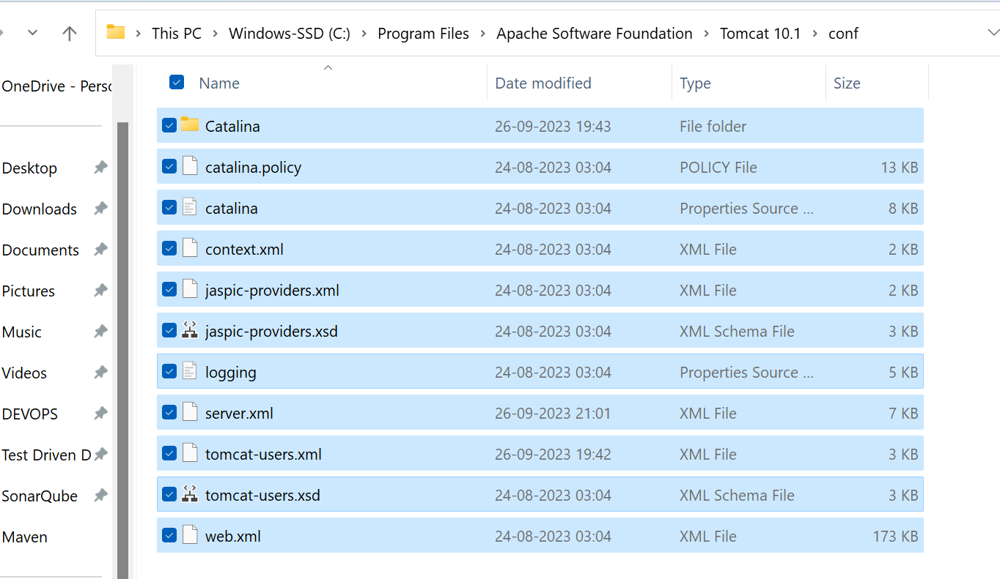 This PC > Windows-SSD (C:) > Program Files > Apache Software Foundation > Tomcat 10.1 > conf
OneDrive - Perso
Desktop
Downloads
Documents
Pictures
Music
Videos
DEVOPS
Test Driven D
SonarQube
Maven
Name Date modified Type Size
Catalina 26-09-2023 19:43 File folder
catalina.policy 24-08-2023 03:04 POLICY File 13 KB
catalina 24-08-2023 03:04 Properties Source ... 8 KB
context.xml 24-08-2023 03:04 XML File 2 KB
jaspic-providers.xml 24-08-2023 03:04 XML File 2 KB
jaspic-providers.xsd 24-08-2023 03:04 XML Schema File 3 KB
logging 24-08-2023 03:04 Properties Source ... 5 KB
server.xml 26-09-2023 21:01 XML File 7 KB
tomcat-users.xml 26-09-2023 19:42 XML File 3 KB
tomcat-users.xsd 24-08-2023 03:04 XML Schema File 3 KB
web.xml 24-08-2023 03:04 XML File 173 KB